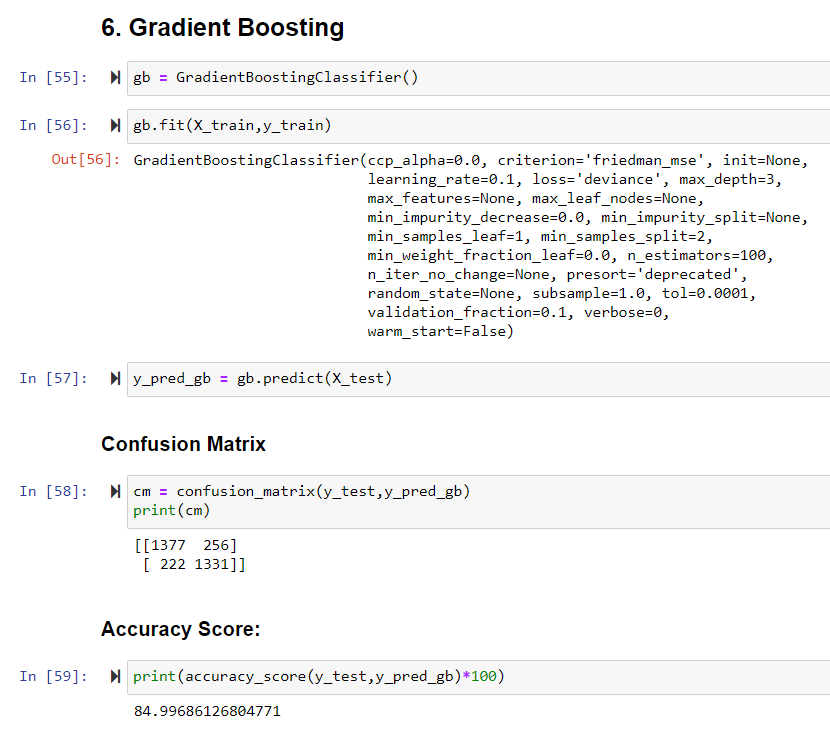 6. Gradient Boosting
In [55]: gb = GradientBoostingClassifier()
In [56]: gb.fit(X_train,y_train)
Out[56]: GradientBoostingClassifier(ccp_alpha=0.0, criterion='friedman_mse', init=None,
learning_rate=0.1, loss='deviance', max_depth=3,
max_features=None, max_leaf_nodes=None,
min_impurity_decrease=0.0, min_impurity_split=None,
min_samples_leaf=1, min_samples_split=2,
min_weight_fraction_leaf=0.0, n_estimators=100,
n_iter_no_change=None, presort='deprecated',
random_state=None, subsample=1.0, tol=0.0001,
validation_fraction=0.1, verbose=0,
warm_start=False)
In [57]: y_pred_gb = gb.predict(X_test)
Confusion Matrix
In [58]: cm = confusion_matrix(y_test,y_pred_gb)
print(cm)
[[1377  256]
[ 222 1331]]
Accuracy Score:
In [59]: print(accuracy_score(y_test,y_pred_gb)*100)
84.99686126804771